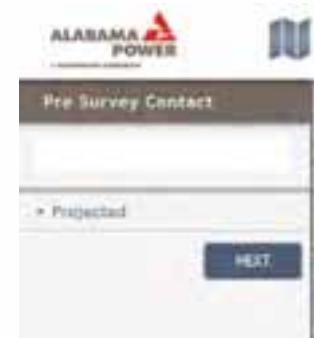 ALABAMA
POWER
Pre Survey Contact
• Projected
NEXT